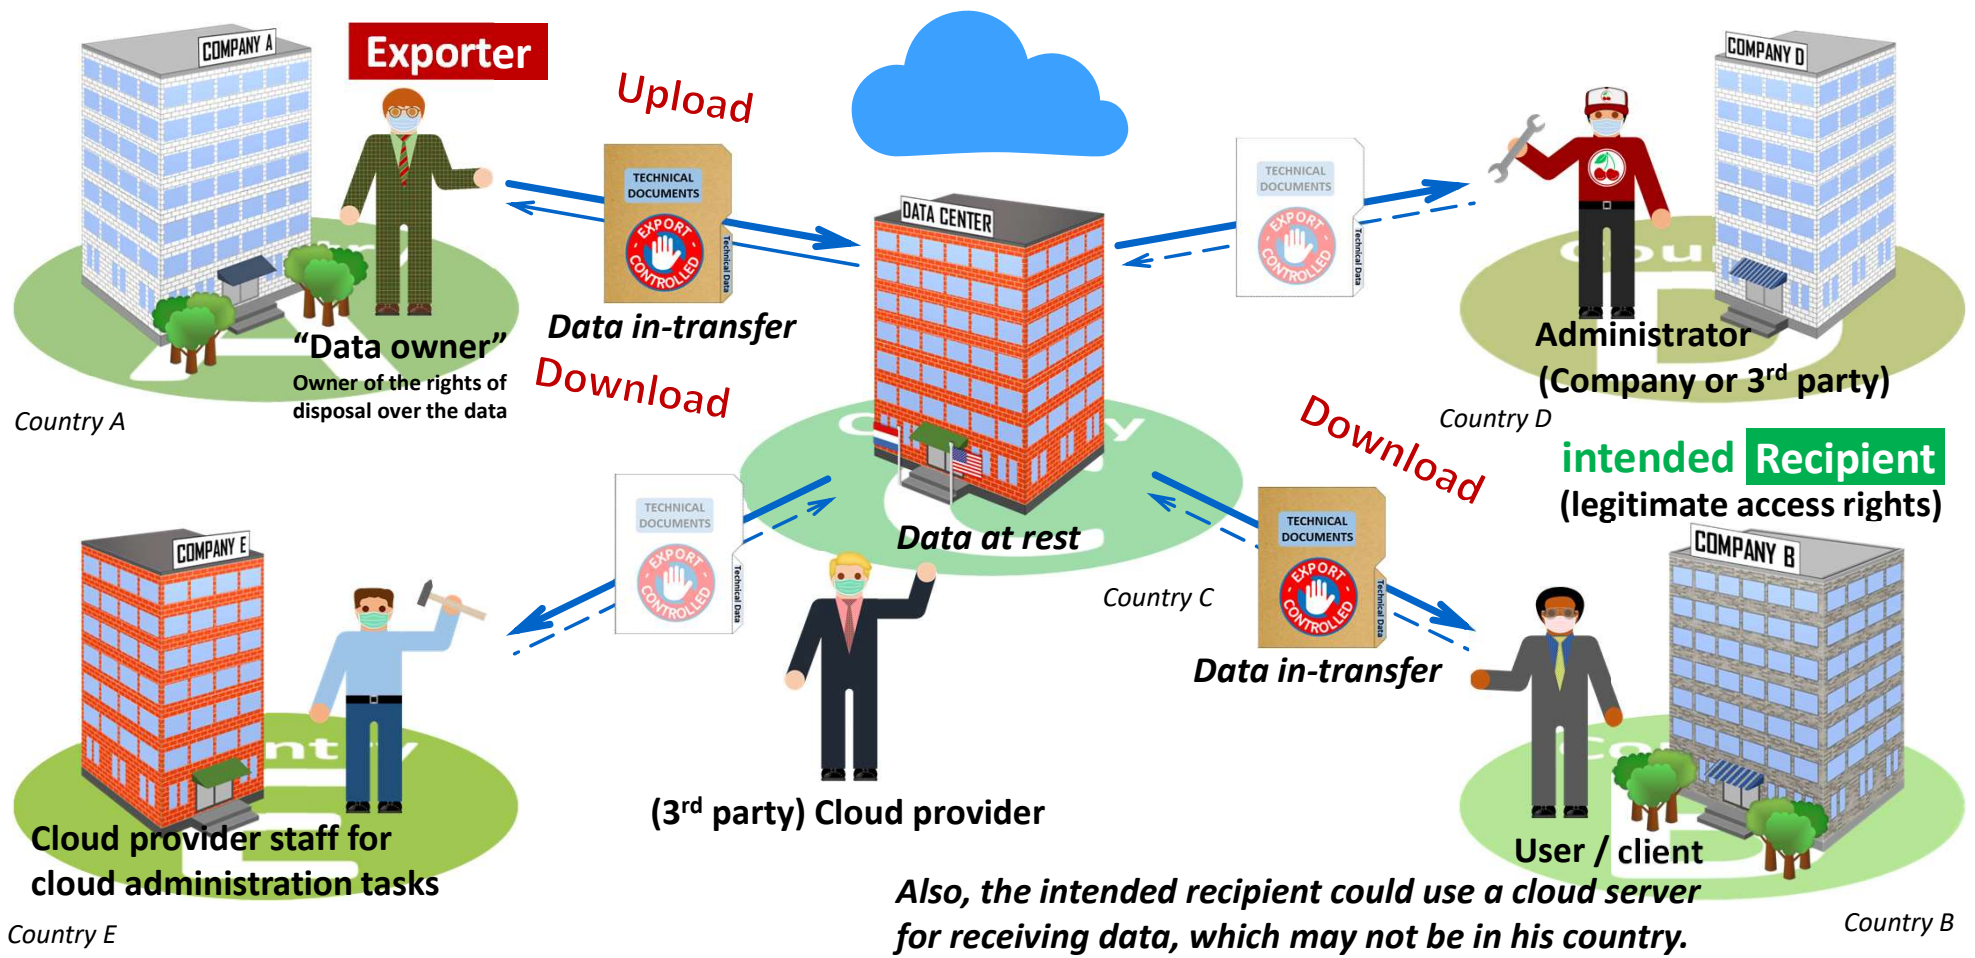 COMPANY A
Exporter
Upload
TECHNICAL
DOCUMENTS
EXPORT
CONTROLLED
Technical Data
Data in-transfer
"Data owner"
Owner of the rights of
disposal over the data
Country A
Download
DATA CENTER
Data at rest
Country C
TECHNICAL
DOCUMENTS
EXPORT
CONTROLLED
Technical Data
COMPANY D
Administrator
(Company or 3rd party)
Country D
intended Recipient
(legitimate access rights)
Download
TECHNICAL
DOCUMENTS
EXPORT
CONTROLLED
Technical Data
Data in-transfer
COMPANY B
User / client
Country B
TECHNICAL
DOCUMENTS
EXPORT
CONTROLLED
Technical Data
COMPANY E
Cloud provider staff for
cloud administration tasks
Country E
(3rd party) Cloud provider
Also, the intended recipient could use a cloud server
for receiving data, which may not be in his country.